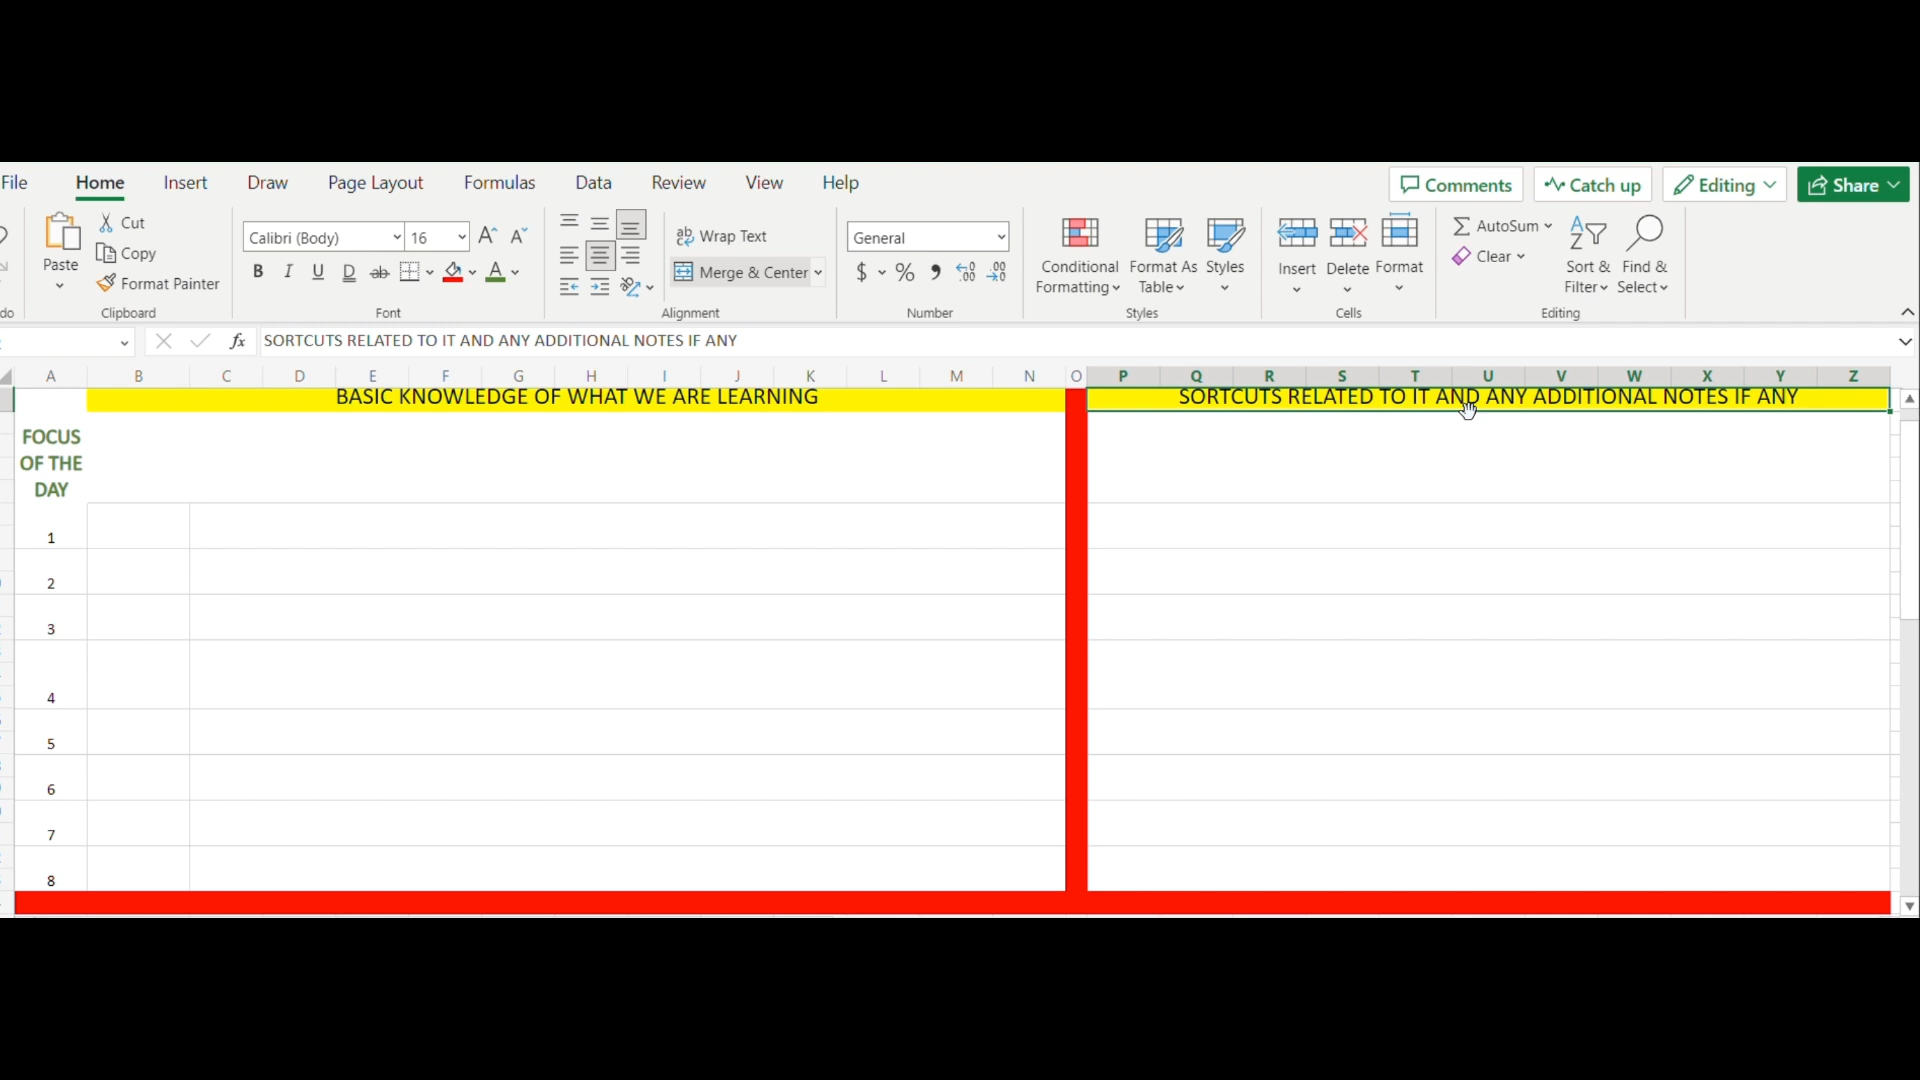 File Home Insert Draw Page Layout Formulas Data Review View Help Comments Catch up Editing Share
Paste Cut Copy Format Painter
Clipboard
Calibri (Body) 16
B I U D ab
Font
Wrap Text
Merge & Center
Alignment
General
$ % , .00 .00
Number
Conditional Formatting Format As Table Styles
Styles
Insert Delete Format
Cells
AutoSum
Clear
Sort & Filter Find & Select
Editing
fx SORTCUTS RELATED TO IT AND ANY ADDITIONAL NOTES IF ANY
A B C D E F G H I J K L M N O P Q R S T U V W X Y Z
BASIC KNOWLEDGE OF WHAT WE ARE LEARNING SORTCUTS RELATED TO IT AND ANY ADDITIONAL NOTES IF ANY
FOCUS
OF THE
DAY
1
2
3
4
5
6
7
8